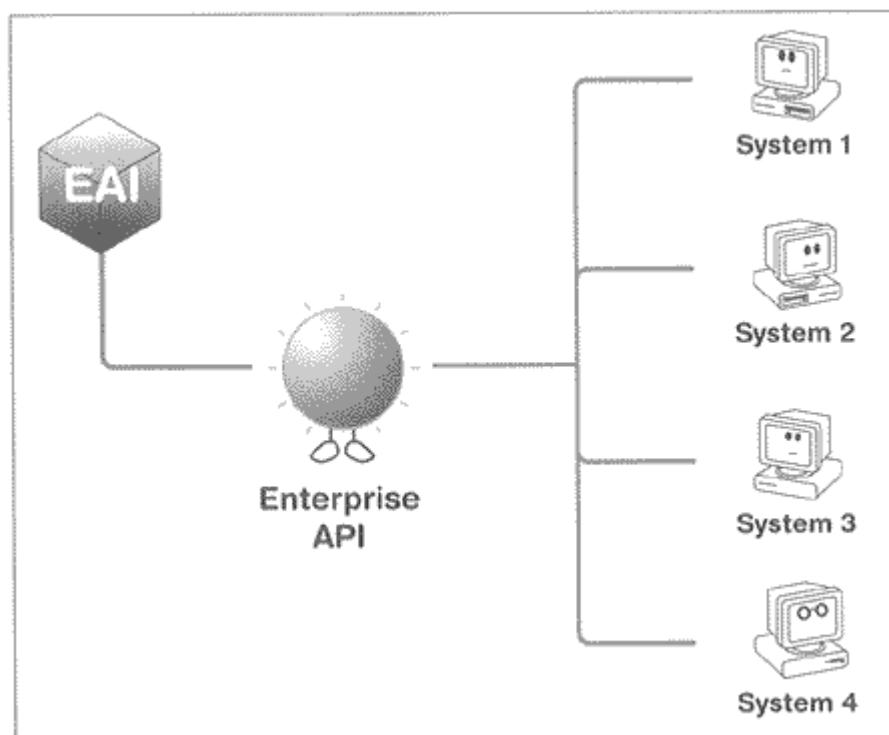 EAI
System 1
System 2
Enterprise
API
System 3
System 4